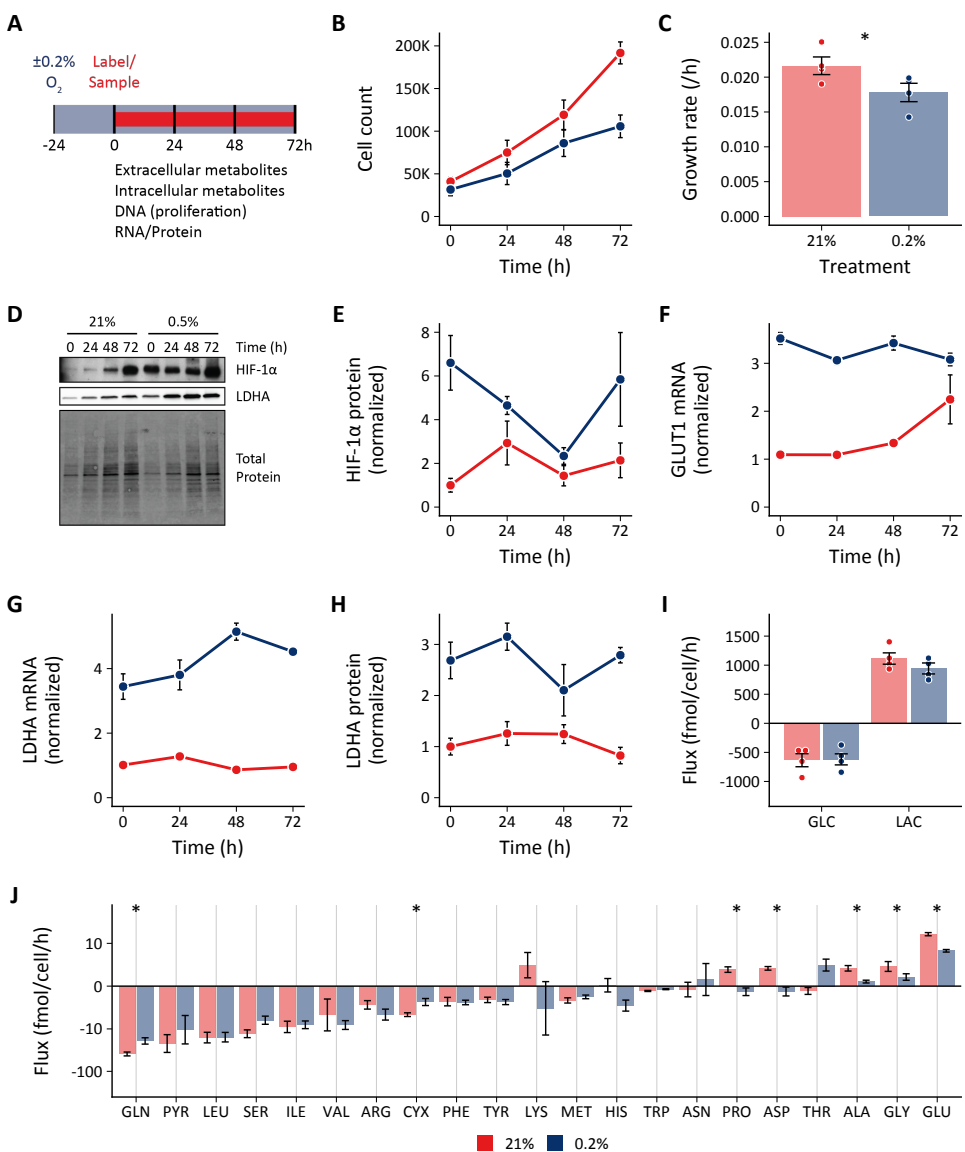 A
±0.2%
O₂
Label/
Sample
-24
0
24
48
72h
Extracellular metabolites
Intracellular metabolites
DNA (proliferation)
RNA/Protein
B
Cell count
200K
150K
100K
50K
0
0 24 48 72
Time (h)
C
*
Growth rate (/h)
0.025
0.020
0.015
0.010
0.005
0.000
21% 0.2%
Treatment
D
21% 0.5%
0 24 48 72 0 24 48 72 Time (h)
HIF-1α
LDHA
Total
Protein
E
HIF-1α protein
(normalized)
8
6
4
2
0
0 24 48 72
Time (h)
F
GLUT1 mRNA
(normalized)
3
2
1
0
0 24 48 72
Time (h)
G
LDHA mRNA
(normalized)
4
2
0
0 24 48 72
Time (h)
H
LDHA protein
(normalized)
3
2
1
0
0 24 48 72
Time (h)
I
Flux (fmol/cell/h)
1500
1000
500
0
-500
-1000
GLC LAC
J
* * * * * * *
Flux (fmol/cell/h)
10
0
-10
-100
GLN PYR LEU SER ILE VAL ARG CYX PHE TYR LYS MET HIS TRP ASN PRO ASP THR ALA GLY GLU
21% 0.2%